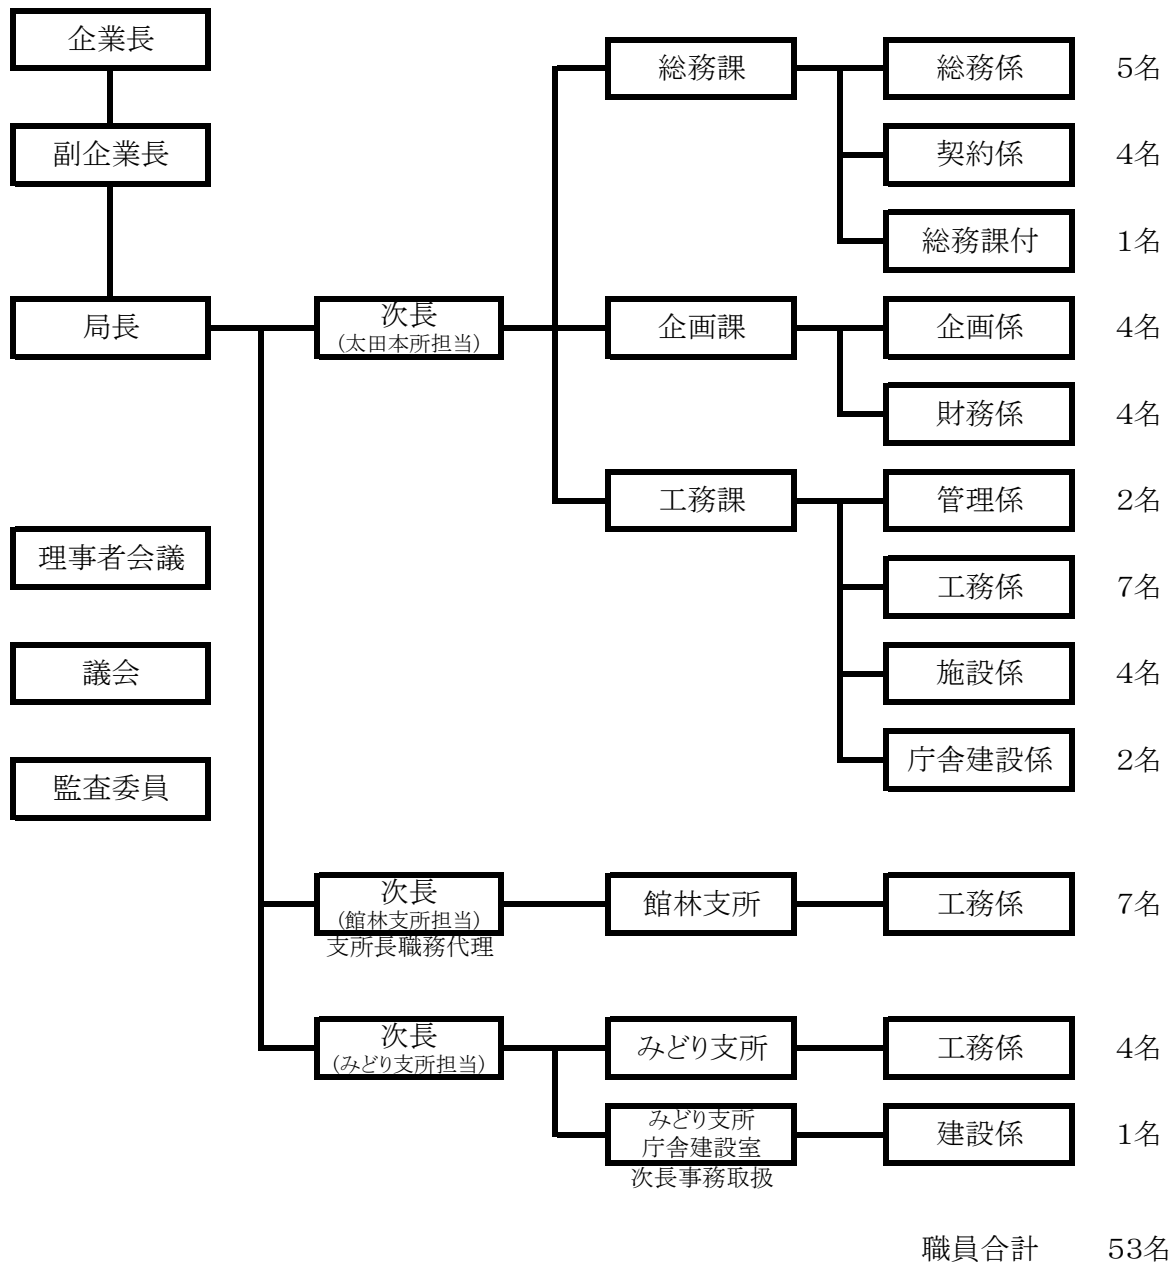 企業長
副企業長
局長
理事者会議
議会
監査委員
次長
(太田本所担当)
総務課
総務係 5名
契約係 4名
総務課付 1名
企画課
企画係 4名
財務係 4名
工務課
管理係 2名
工務係 7名
施設係 4名
庁舎建設係 2名
次長
(館林支所担当)
支所長職務代理
館林支所
工務係 7名
次長
(みどり支所担当)
みどり支所
工務係 4名
みどり支所
庁舎建設室
次長事務取扱
建設係 1名
職員合計 53名